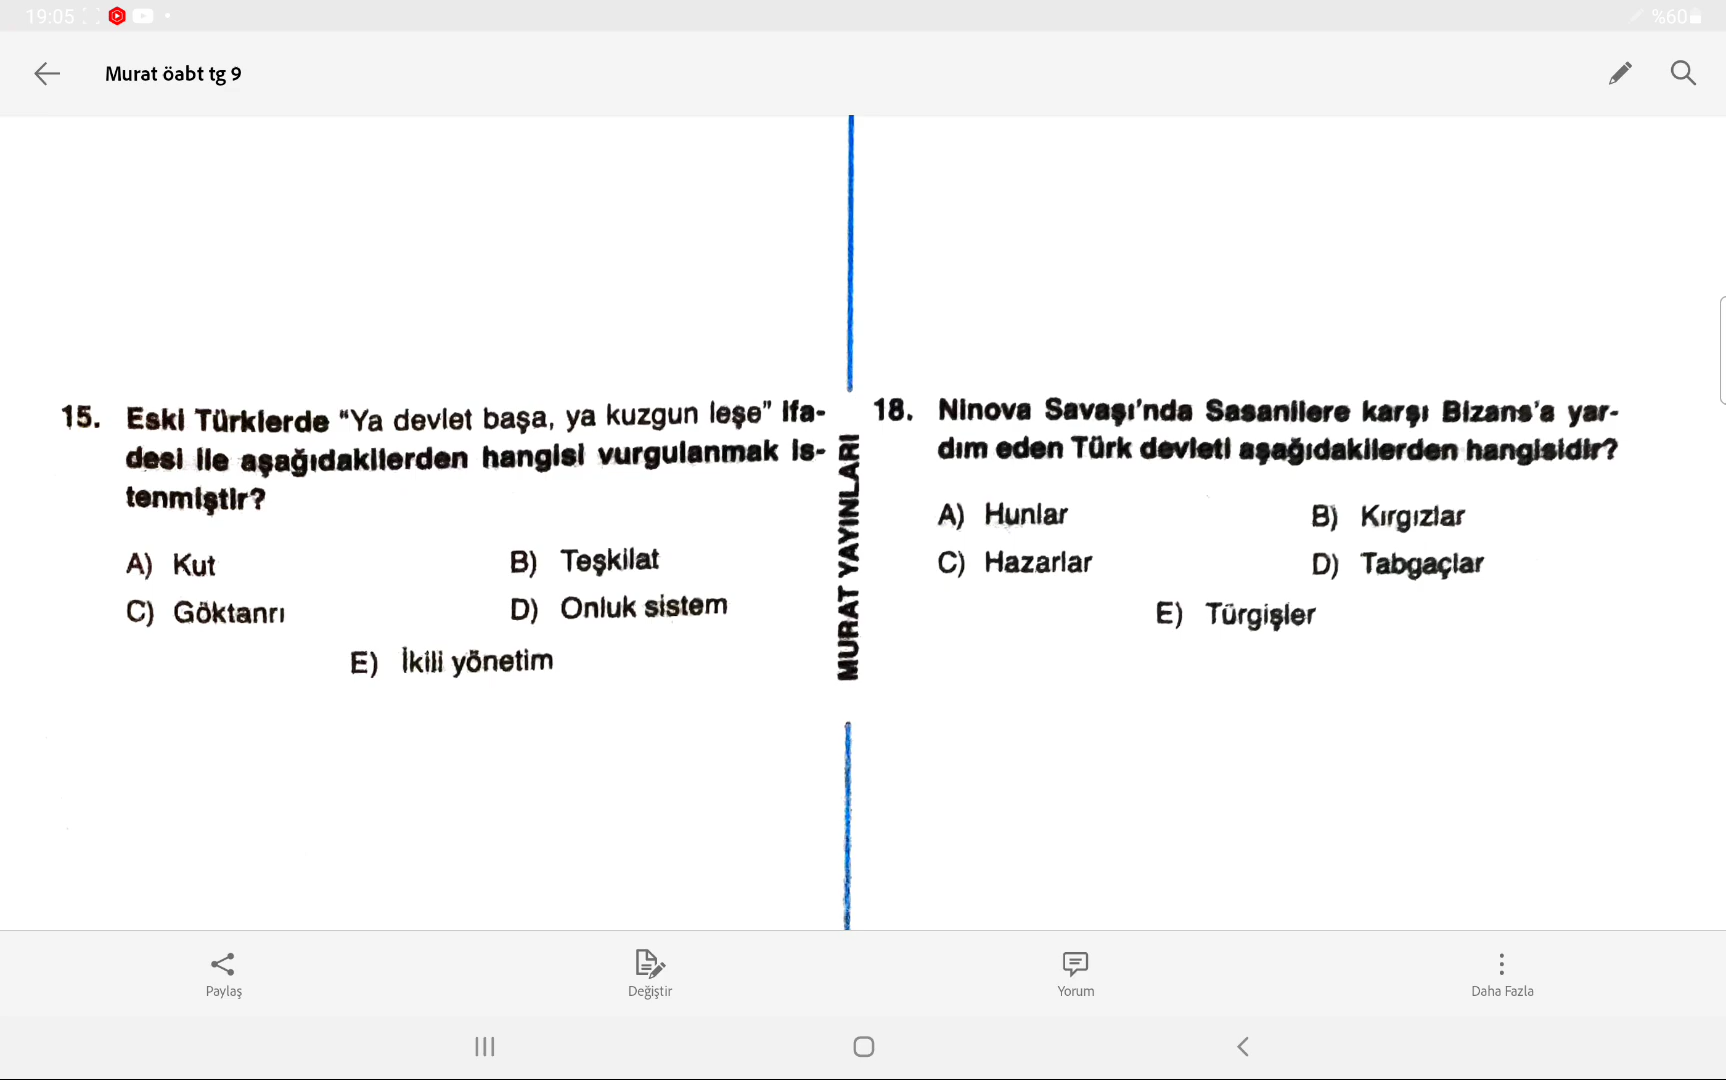 19:05
%60
Murat öabt tg 9
15. Eski Türklerde "Ya devlet başa, ya kuzgun leşe" ifa-
desi ile aşağıdakilerden hangisi vurgulanmak is-
tenmiştir?
A) Kut
B) Teşkilat
C) Göktanrı
D) Onluk sistem
E) İkili yönetim
MURAT YAYINLARI
18. Ninova Savaşı'nda Sasanilere karşı Bizans'a yar-
dım eden Türk devleti aşağıdakilerden hangisidir?
A) Hunlar
B) Kırgızlar
C) Hazarlar
D) Tabgaçlar
E) Türgişler
Paylaş
Değiştir
Yorum
Daha Fazla